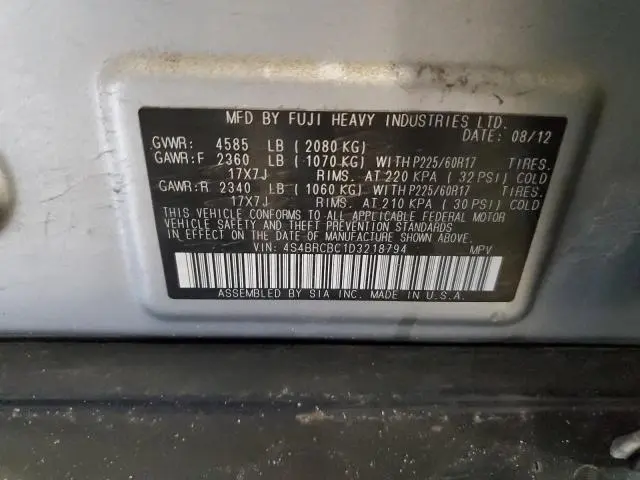 MFD BY FUJI HEAVY INDUSTRIES LTD.
DATE: 08/12
GVWR: 4585 LB ( 2080 KG)
GAWR:F 2360 LB ( 1070 KG) WITH P225/60R17 TIRES.
17X7J RIMS. AT 220 KPA ( 32 PSI) COLD
GAWR:R 2340 LB ( 1060 KG) WITH P225/60R17 TIRES.
17X7J RIMS. AT 210 KPA ( 30 PSI) COLD
THIS VEHICLE CONFORMS TO ALL APPLICABLE FEDERAL MOTOR
VEHICLE SAFETY AND THEFT PREVENTION STANDARDS
IN EFFECT ON THE DATE OF MANUFACTURE SHOWN ABOVE.
VIN: 4S4BRCBC1D3218794 MPV
ASSEMBLED BY SIA INC. MADE IN U.S.A.